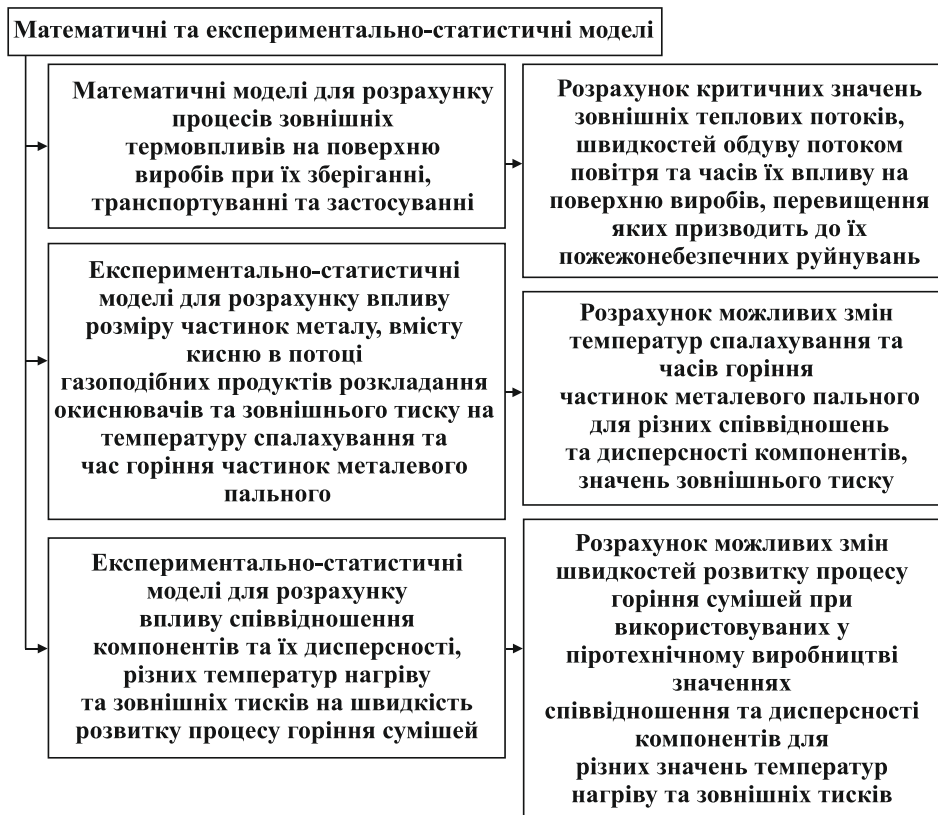 Математичні та експериментально-статистичні моделі
Математичні моделі для розрахунку
процесів зовнішніх
термовпливів на поверхню
виробів при їх зберіганні,
транспортуванні та застосуванні
Розрахунок критичних значень
зовнішніх теплових потоків,
швидкостей обдуву потоком
повітря та часів їх впливу на
поверхню виробів, перевищення
яких призводить до їх
пожежонебезпечних руйнувань
Експериментально-статистичні
моделі для розрахунку впливу
розміру частинок металу, вмісту
кисню в потоці
газоподібних продуктів розкладання
окиснювачів та зовнішнього тиску на
температуру спалахування та
час горіння частинок металевого
пального
Розрахунок можливих змін
температур спалахування та
часів горіння
частинок металевого пального
для різних співвідношень
та дисперсності компонентів,
значень зовнішнього тиску
Експериментально-статистичні
моделі для розрахунку
впливу співвідношення
компонентів та їх дисперсності,
різних температур нагріву
та зовнішніх тисків на швидкість
розвитку процесу горіння сумішей
Розрахунок можливих змін
швидкостей розвитку процесу
горіння сумішей при
використовуваних у
піротехнічному виробництві
значеннях
співвідношення та дисперсності
компонентів для
різних значень температур
нагріву та зовнішніх тисків